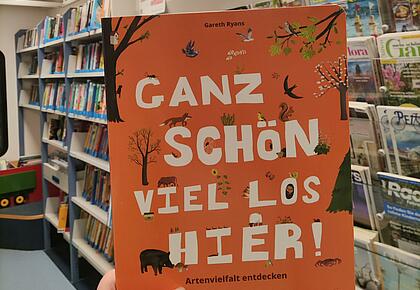 Gareth Ryans
GANZ
SCHÖN
VIEL LOS
HIER!
Artenvielfalt entdecken